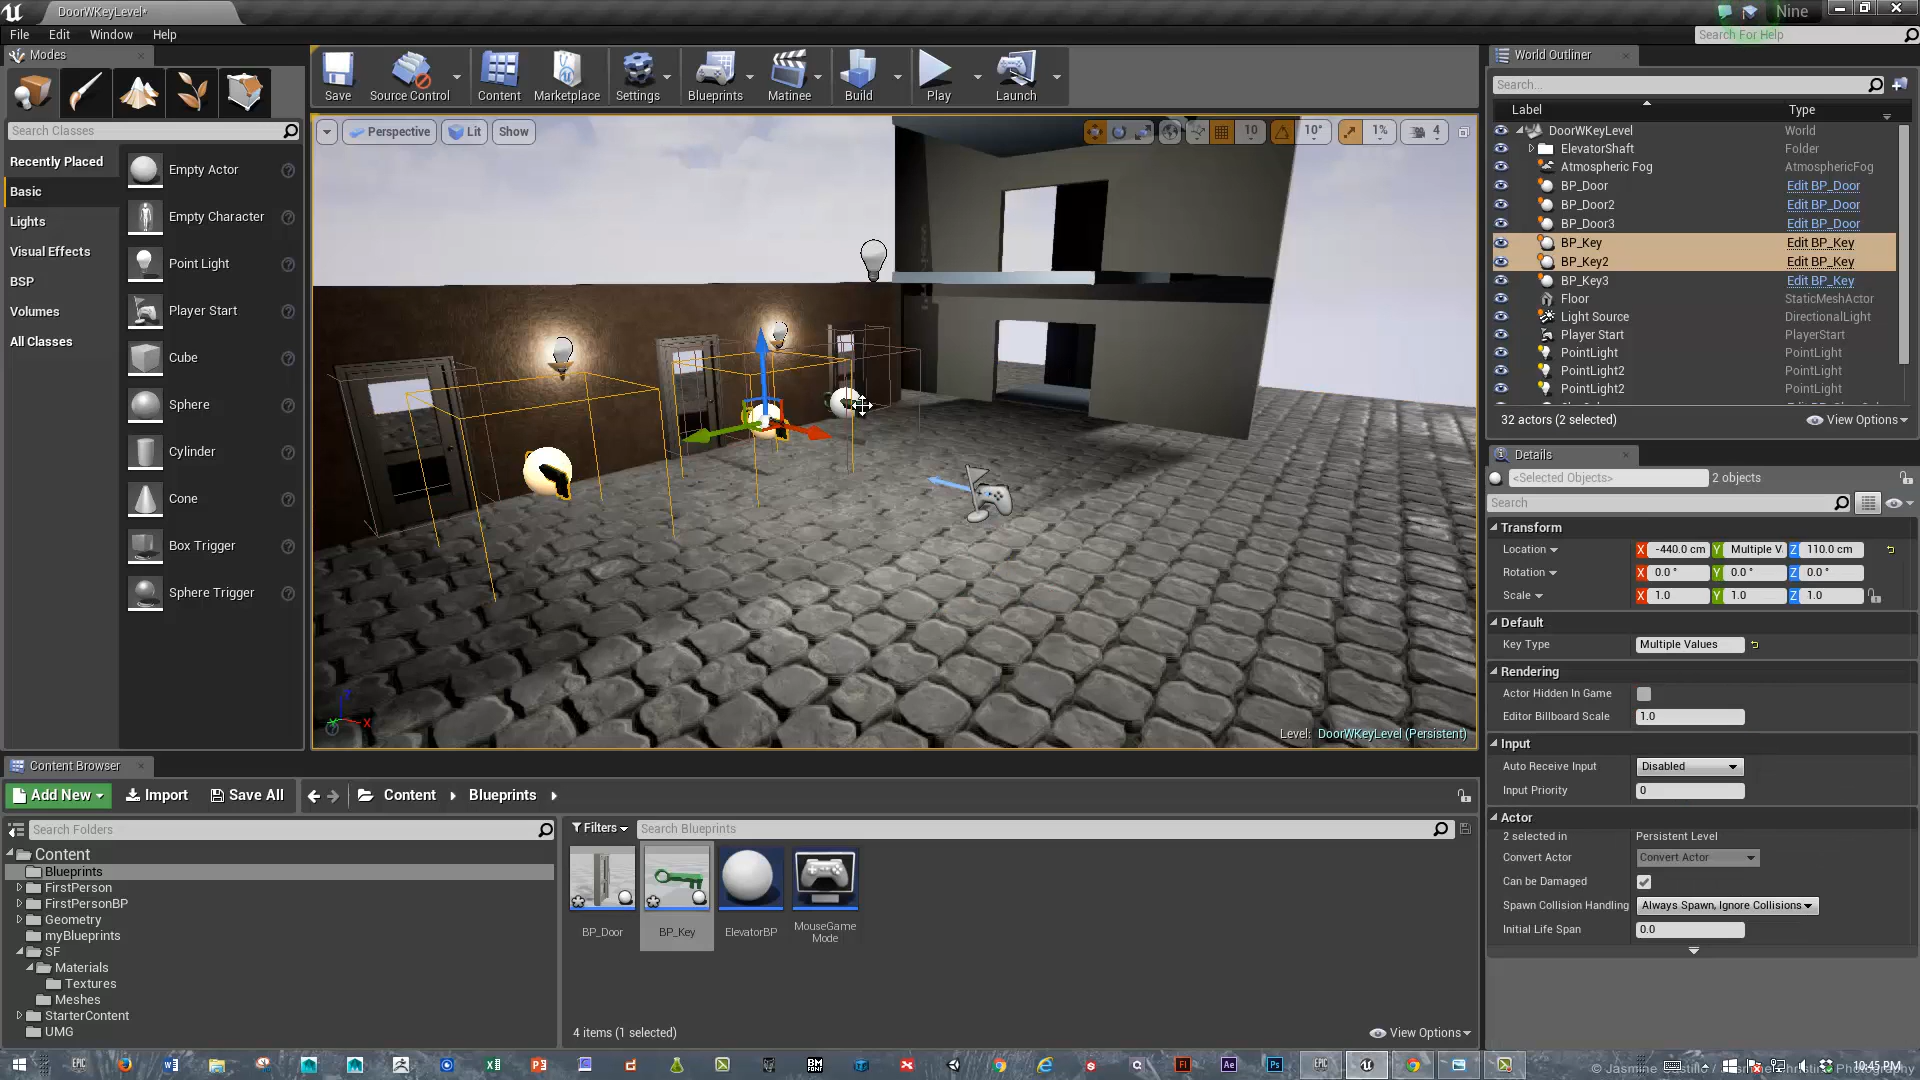 DoorWKeyLevel*
Nine
File Edit Window Help
Search For Help
Modes
Save
Source Control
Content
Marketplace
Settings
Blueprints
Matinee
Build
Play
Launch
World Outliner
Search...
Label Type
Search Classes
Recently Placed
Basic
Lights
Visual Effects
BSP
Volumes
All Classes
Empty Actor
Empty Character
Point Light
Player Start
Cube
Sphere
Cylinder
Cone
Box Trigger
Sphere Trigger
Perspective Lit Show
10 10° 1% 4
DoorWKeyLevel World
ElevatorShaft Folder
Atmospheric Fog AtmosphericFog
BP_Door Edit BP_Door
BP_Door2 Edit BP_Door
BP_Door3 Edit BP_Door
BP_Key Edit BP_Key
BP_Key2 Edit BP_Key
BP_Key3 Edit BP_Key
Floor StaticMeshActor
Light Source DirectionalLight
Player Start PlayerStart
PointLight PointLight
PointLight2 PointLight
PointLight2 PointLight
32 actors (2 selected) View Options
Details
<Selected Objects> 2 objects
Search
Transform
Location X -440.0 cm Y Multiple V Z 110.0 cm
Rotation X 0.0 ° Y 0.0 ° Z 0.0 °
Scale X 1.0 Y 1.0 Z 1.0
Default
Key Type Multiple Values
Rendering
Actor Hidden In Game
Editor Billboard Scale 1.0
Input
Auto Receive Input Disabled
Input Priority 0
Actor
2 selected in Persistent Level
Convert Actor Convert Actor
Can be Damaged
Spawn Collision Handling Always Spawn, Ignore Collisions
Initial Life Span 0.0
X
Level: DoorWKeyLevel (Persistent)
Content Browser
Add New Import Save All Content Blueprints
Search Folders
Filters Search Blueprints
Content
Blueprints
FirstPerson
FirstPersonBP
Geometry
myBlueprints
SF
Materials
Textures
Meshes
StarterContent
UMG
BP_Door
BP_Key
ElevatorBP
MouseGame
Mode
4 items (1 selected) View Options
10:45 PM